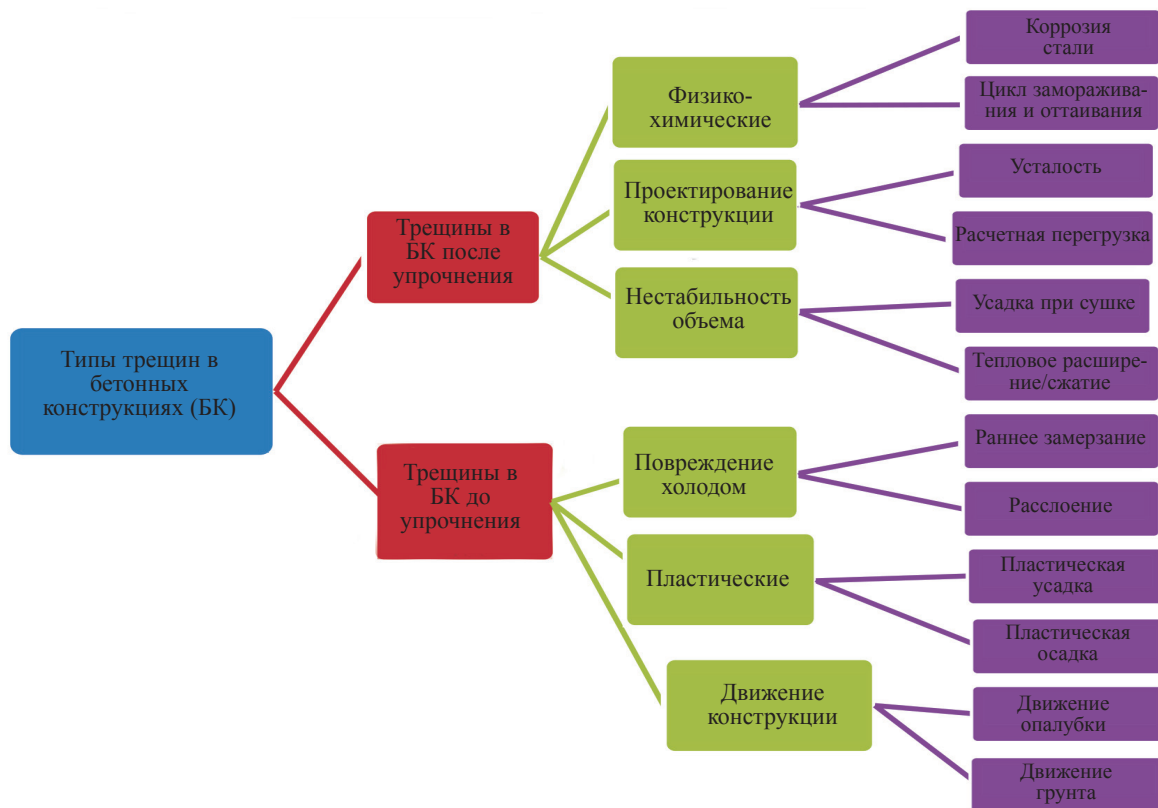 Типы трещин в
бетонных
конструкциях (БК)
Трещины в
БК после
упрочнения
Трещины в
БК до
упрочнения
Физико-
химические
Проектирование
конструкции
Нестабильность
объема
Повреждение
холодом
Пластические
Движение
конструкции
Коррозия
стали
Цикл заморажива-
ния и оттаивания
Усталость
Расчетная перегрузка
Усадка при сушке
Тепловое расшире-
ние/сжатие
Раннее замерзание
Расслоение
Пластическая
усадка
Пластическая
осадка
Движение
опалубки
Движение
грунта